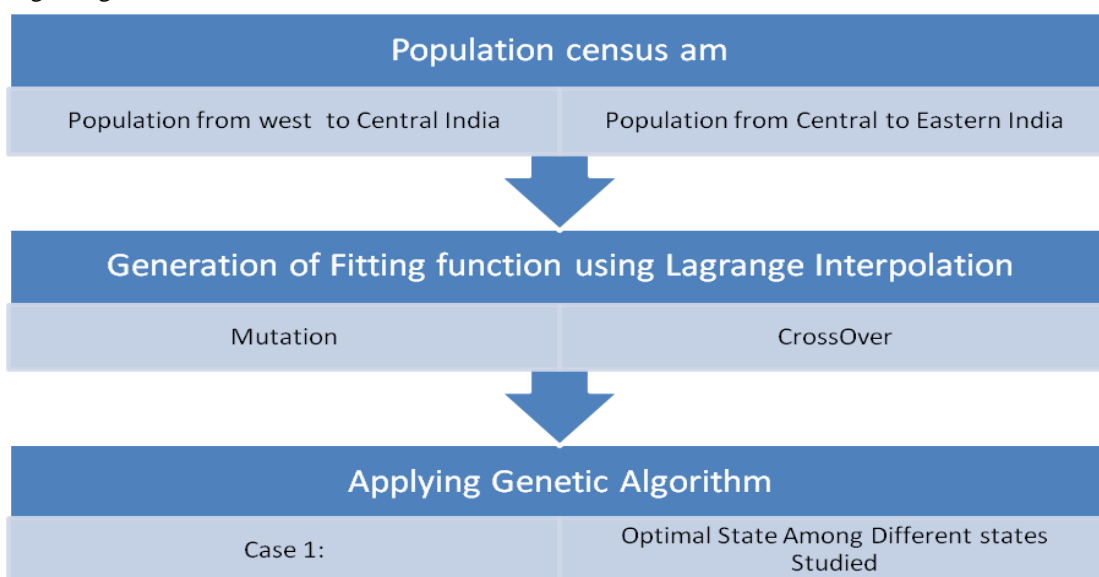 Population census am
Population from west to Central India
Population from Central to Eastern India
Generation of Fitting function using Lagrange Interpolation
Mutation
CrossOver
Applying Genetic Algorithm
Case 1:
Optimal State Among Different states
Studied